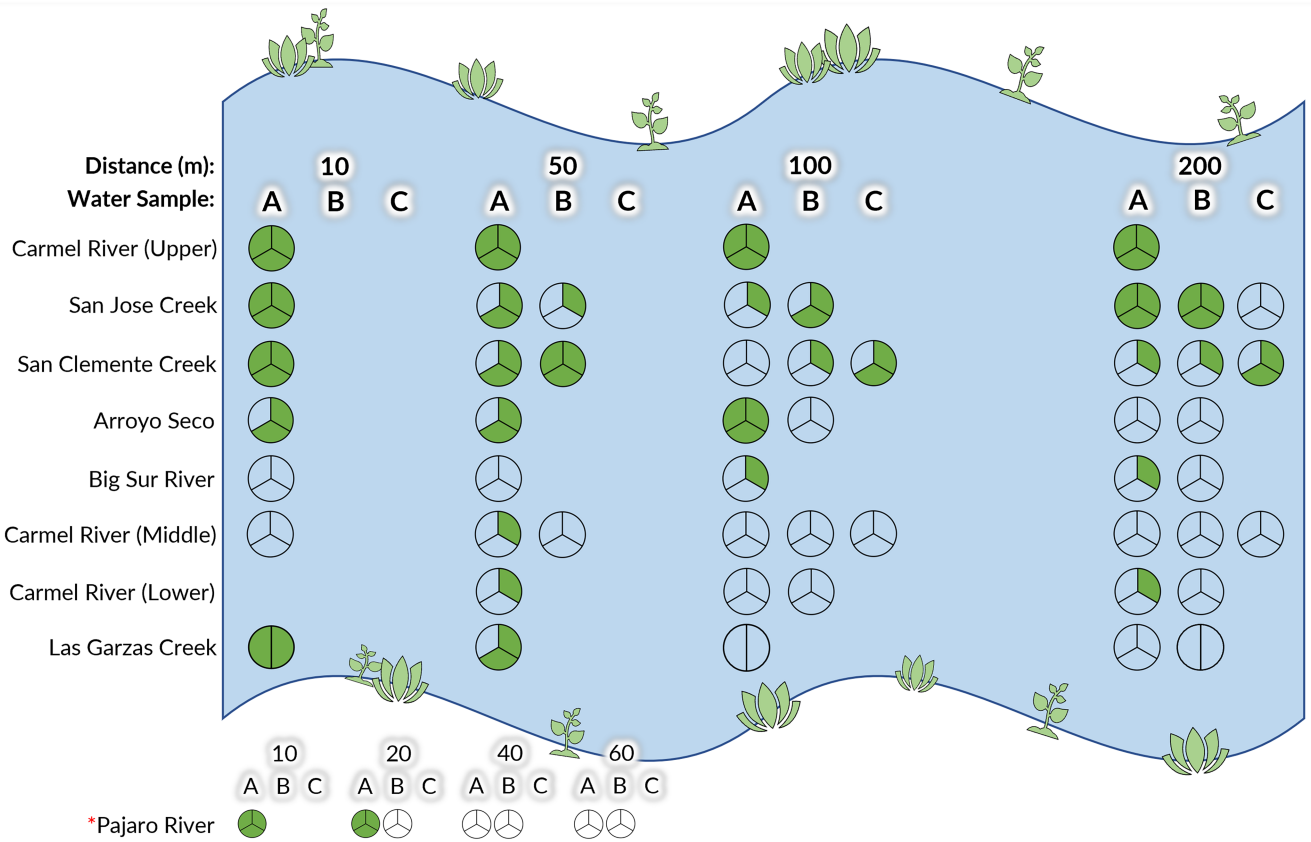 Distance (m): 10 50 100 200
Water Sample: A B C A B C A B C A B C
Carmel River (Upper)
San Jose Creek
San Clemente Creek
Arroyo Seco
Big Sur River
Carmel River (Middle)
Carmel River (Lower)
Las Garzas Creek
10 20 40 60
A B C A B C A B C A B C
*Pajaro River